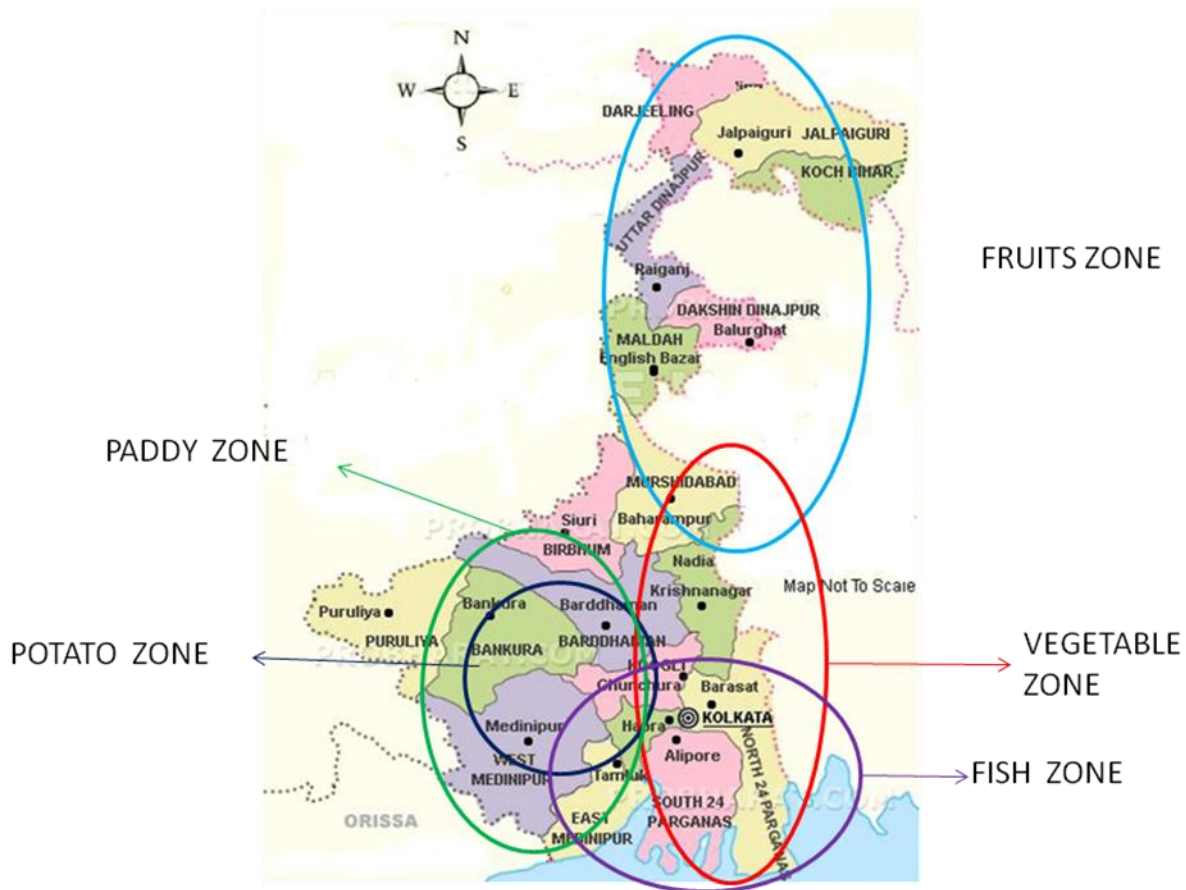 N
W E
S
DARJEELING
Jalpaiguri JALPAIGURI
KOCH BIHAR
UTTAR DINAJPUR
FRUITS ZONE
Raiganj
DAKSHIN DINAJPUR
Balurghat
MALDAH
English Bazar
PADDY ZONE
MURSHIDABAD
Baharampur
Siuri
BIRBHUM
Nadia
Map Not To Scale
Krishnanagar
Bankura
Barddhaman
Puruliya
PURULIYA
BANKURA
BARDDHAMAN
POTATO ZONE
VEGETABLE
ZONE
HOOGLI
Chunchura
Barasat
KOLKATA
Haora
Medinipur
WEST
MEDINIPUR
Alipore
Tamluk
NORTH 24 PARGANAS
FISH ZONE
SOUTH 24
PARGANAS
EAST
MEDINIPUR
ORISSA